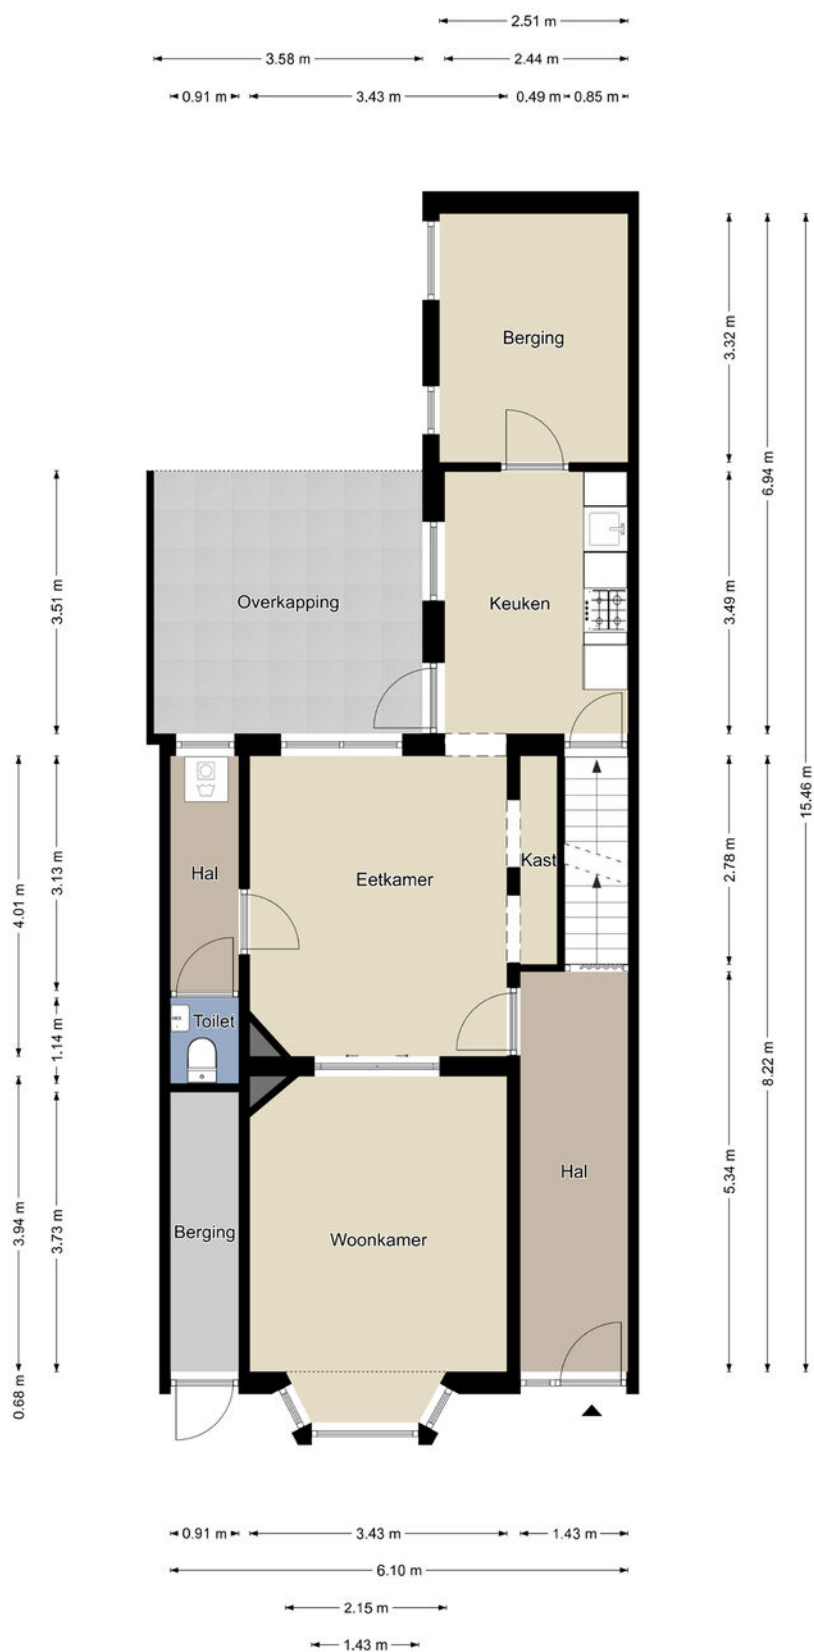 2.51 m
3.58 m
2.44 m
0.91 m
3.43 m
0.49 m
0.85 m
Berging
3.32 m
6.94 m
Overkapping
Keuken
3.51 m
3.49 m
15.46 m
Hal
Eetkamer
Kast
4.01 m
3.13 m
2.78 m
Toilet
1.14 m
8.22 m
Hal
5.34 m
Berging
Woonkamer
3.94 m
3.73 m
0.68 m
0.91 m
3.43 m
1.43 m
6.10 m
2.15 m
1.43 m